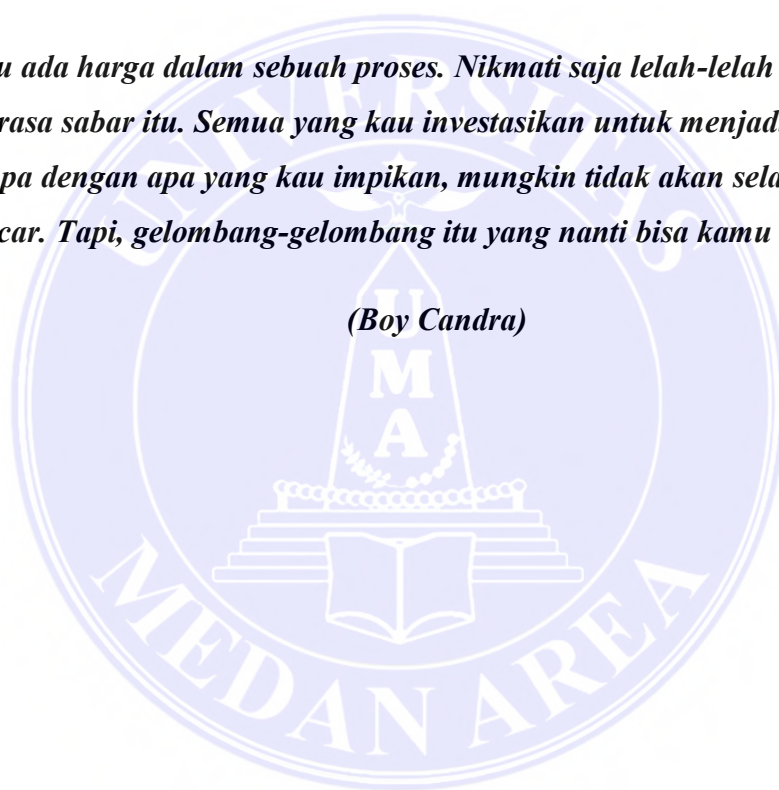 u ada harga dalam sebuah proses. Nikmati saja lelah-lelah
rasa sabar itu. Semua yang kau investasikan untuk menjad
pa dengan apa yang kau impikan, mungkin tidak akan sela
car. Tapi, gelombang-gelombang itu yang nanti bisa kamu
(Boy Candra)
UNIVERSITAS
U
M
A
MEDAN AREA